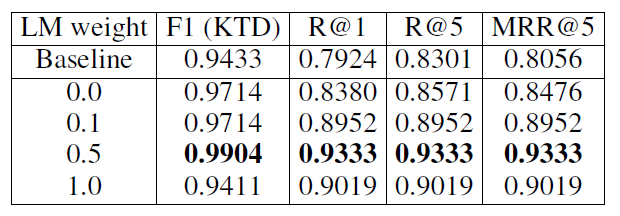 LM weight F1 (KTD) R@1 R@5 MRR@5
Baseline 0.9433 0.7924 0.8301 0.8056
0.0 0.9714 0.8380 0.8571 0.8476
0.1 0.9714 0.8952 0.8952 0.8952
0.5 0.9904 0.9333 0.9333 0.9333
1.0 0.9411 0.9019 0.9019 0.9019